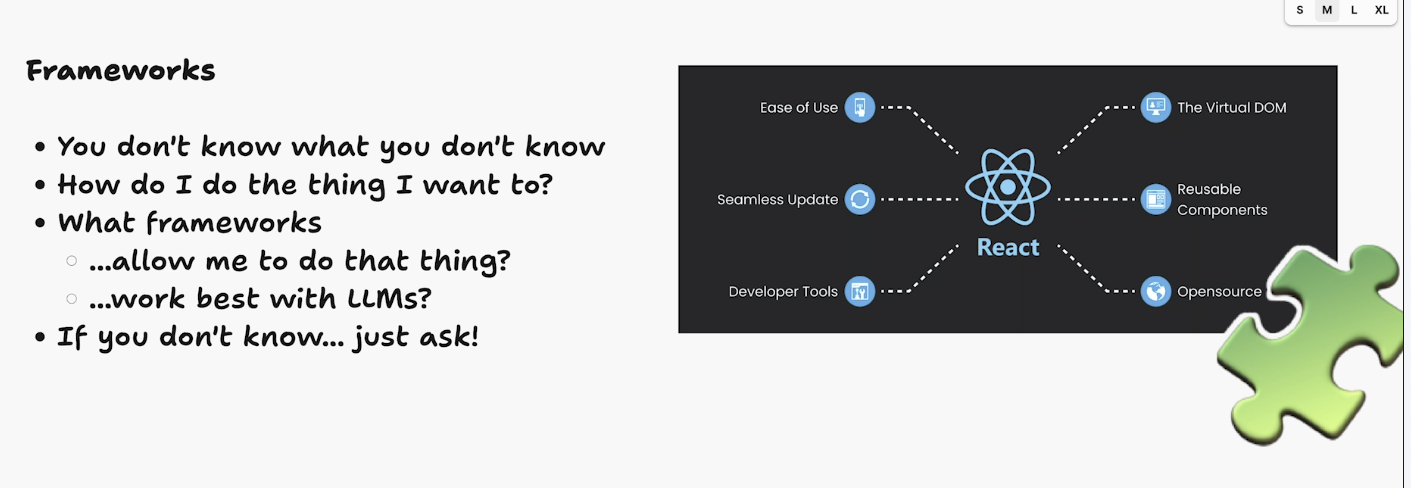 S M L XL
Frameworks
• You don't know what you don't know
• How do I do the thing I want to?
• What frameworks
○ ...allow me to do that thing?
○ ...work best with LLMs?
• If you don't know... just ask!
Ease of Use
The Virtual DOM
Seamless Update
Reusable
Components
React
Developer Tools
Opensource